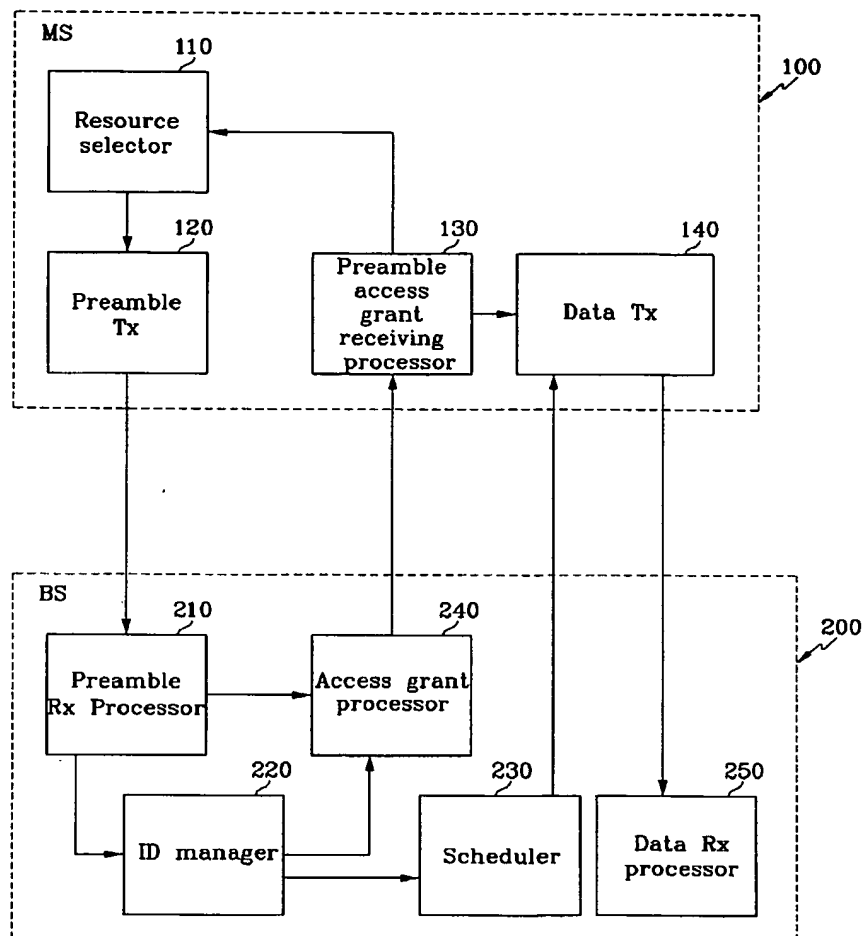 MS
110
100
Resource
selector
120
Preamble
Tx
130
Preamble
access
grant
receiving
processor
140
Data Tx
BS
210
Preamble
Rx Processor
240
Access grant
processor
200
220
ID manager
230
Scheduler
250
Data Rx
processor